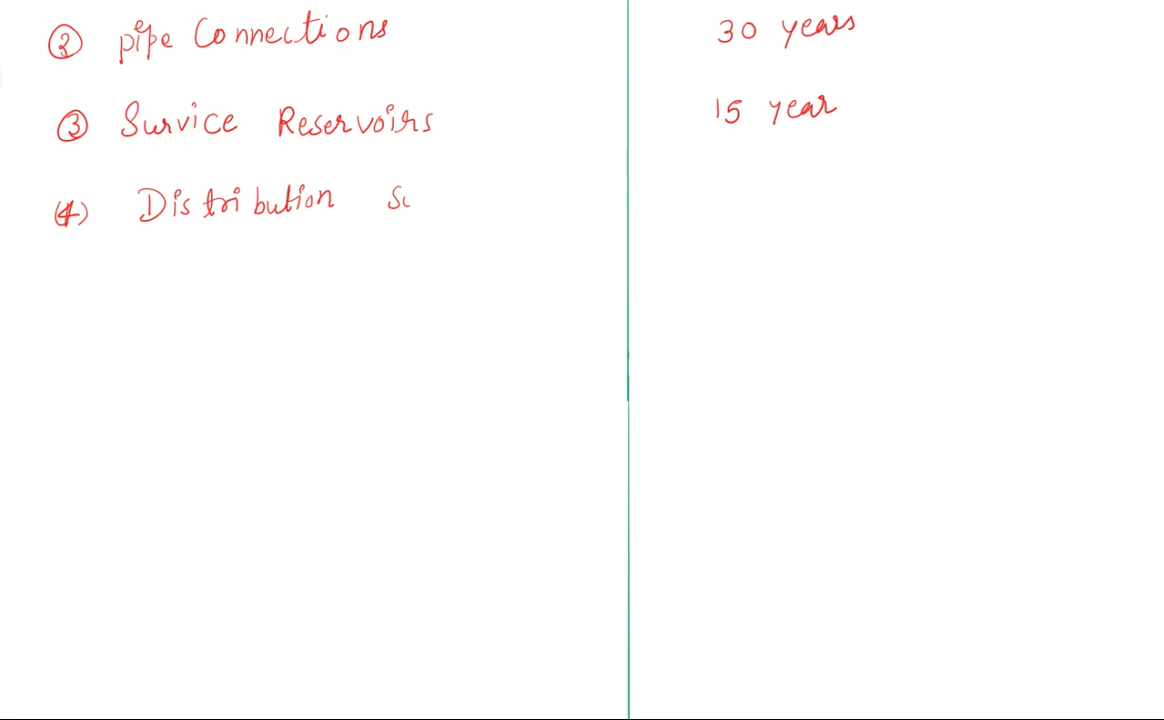 ② pipe Connections 30 years
③ Survice Reservoirs 15 year
(4) Distribution